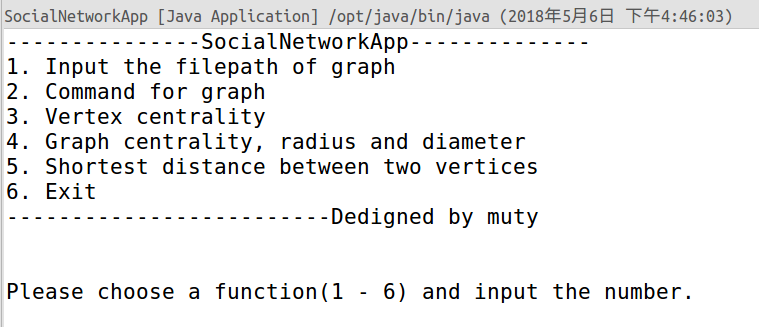 SocialNetworkApp [Java Application] /opt/java/bin/java (2018年5月6日 下午4:46:03)
---------------SocialNetworkApp--------------
1. Input the filepath of graph
2. Command for graph
3. Vertex centrality
4. Graph centrality, radius and diameter
5. Shortest distance between two vertices
6. Exit
-------------------------Dedigned by muty
Please choose a function(1 - 6) and input the number.